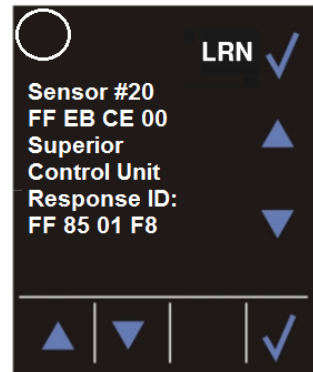 LRN
Sensor #20
FF EB CE 00
Superior
Control Unit
Response ID:
FF 85 01 F8